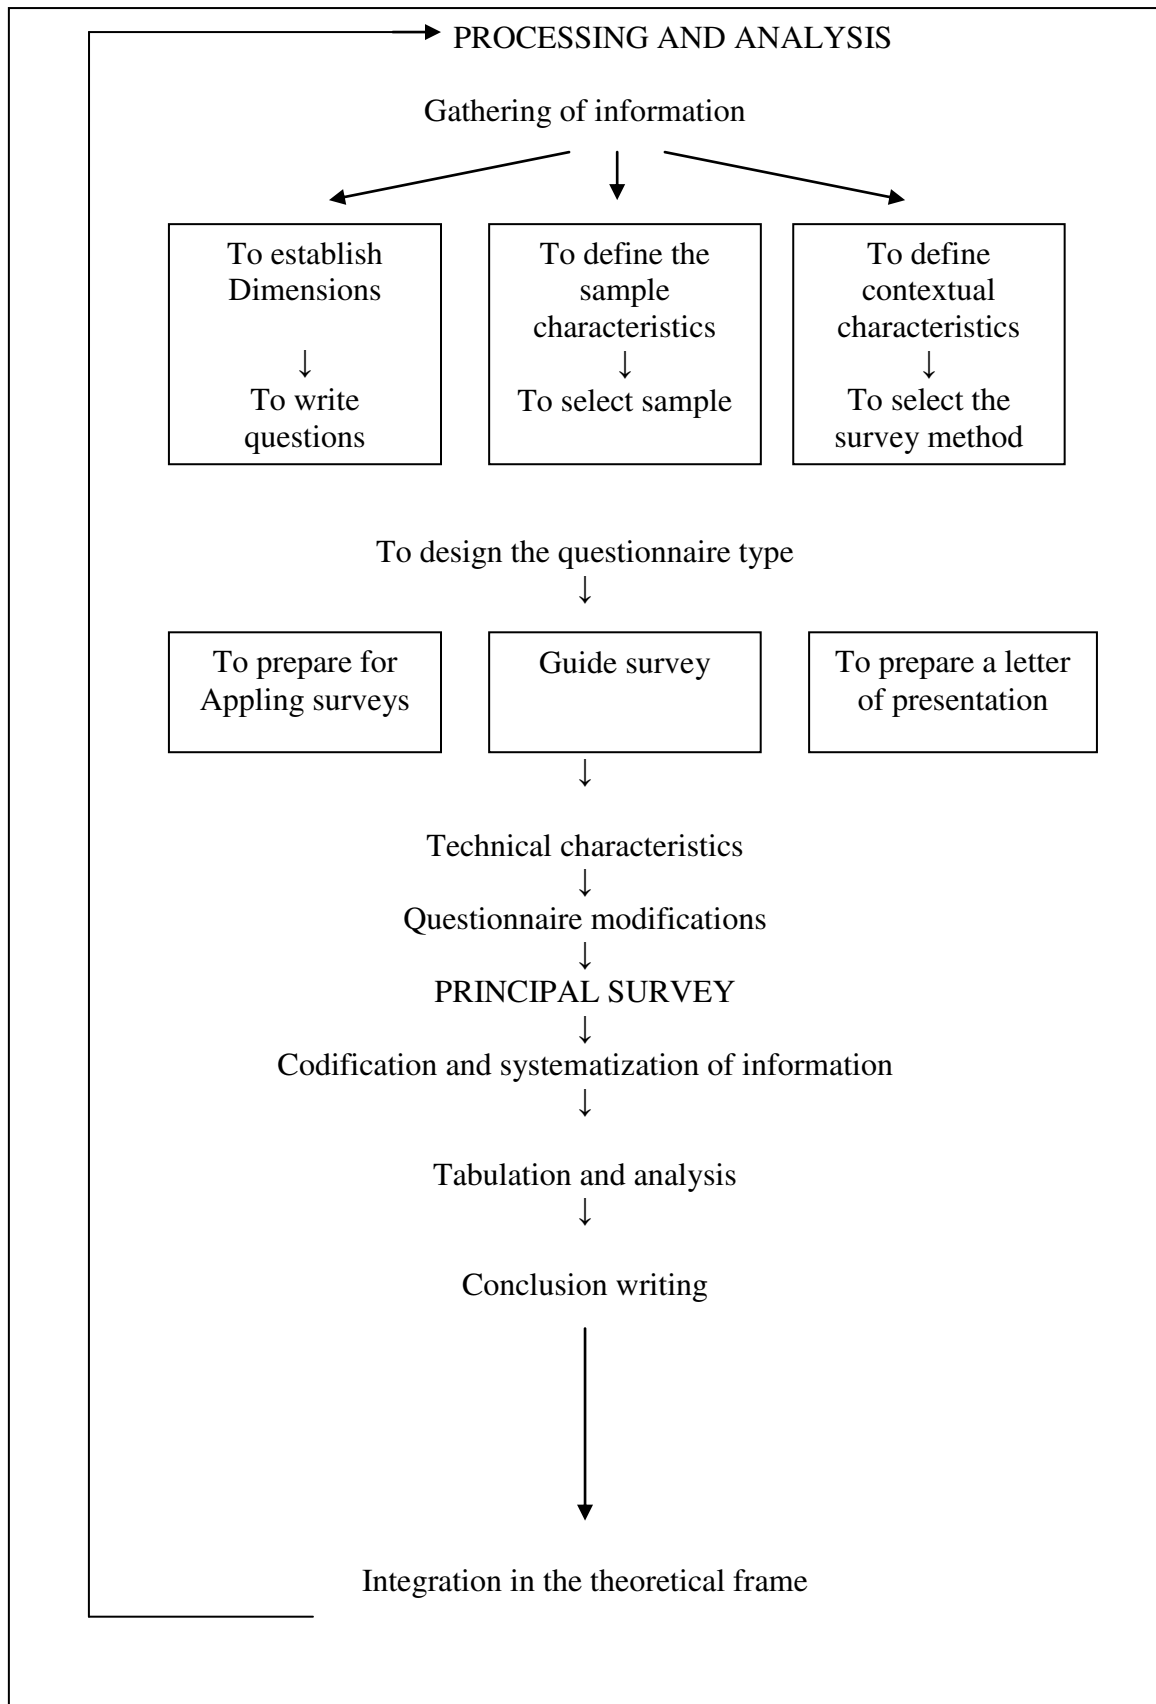 PROCESSING AND ANALYSIS
Gathering of information
To establish
Dimensions
↓
To write
questions
To define the
sample
characteristics
↓
To select sample
To define
contextual
characteristics
↓
To select the
survey method
To design the questionnaire type
↓
To prepare for
Appling surveys
Guide survey
To prepare a letter
of presentation
↓
Technical characteristics
↓
Questionnaire modifications
↓
PRINCIPAL SURVEY
↓
Codification and systematization of information
↓
Tabulation and analysis
↓
Conclusion writing
Integration in the theoretical frame